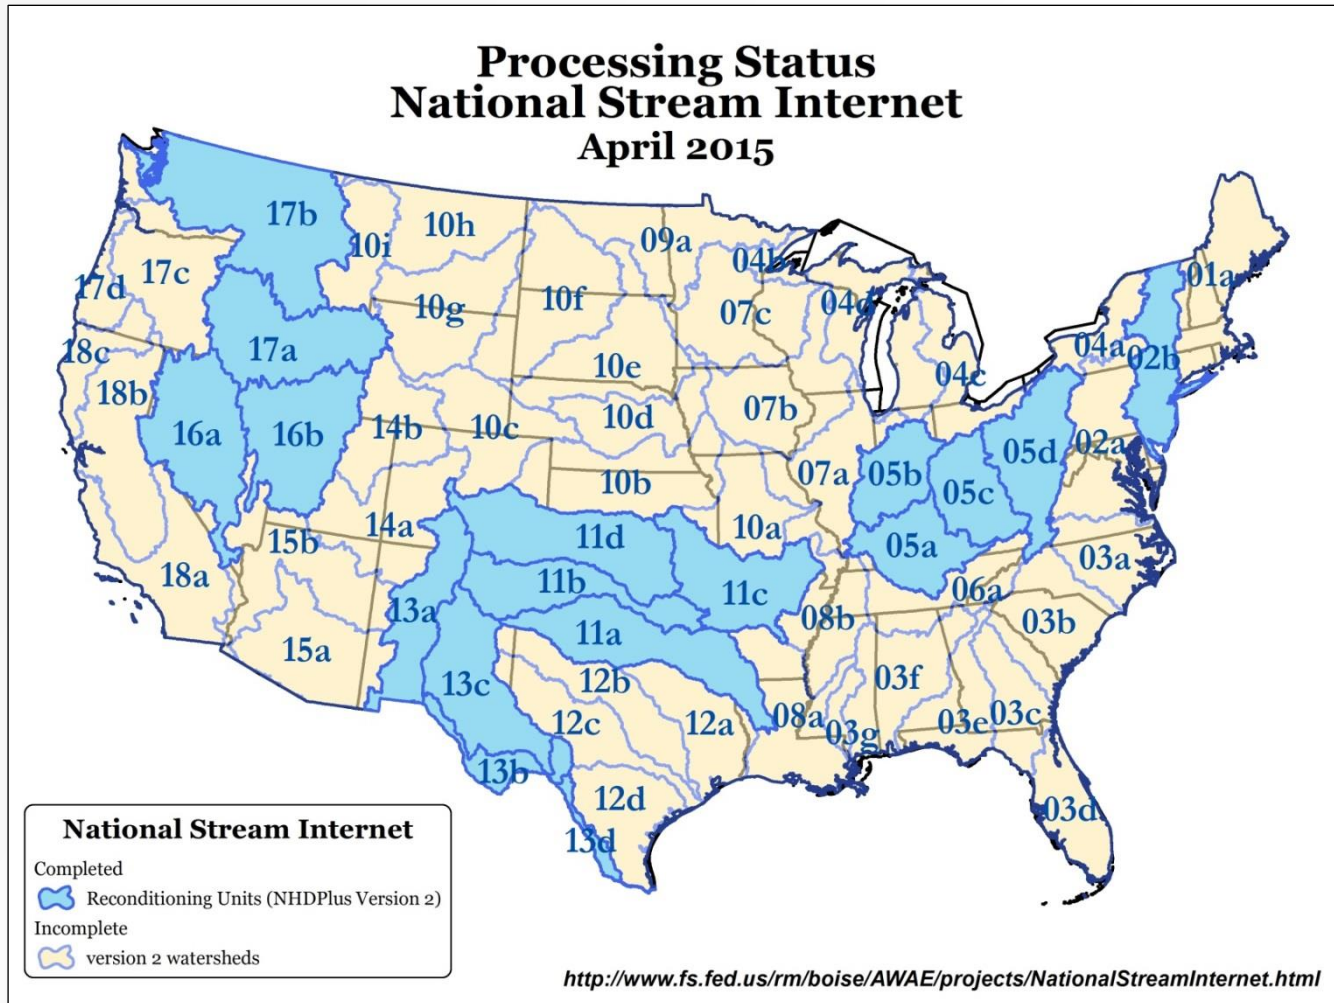 Processing Status
National Stream Internet
April 2015
17b
10i
10h
09a
04b
01a
17d
17c
10g
10f
07c
04d
18c
17a
10e
04c
04a
02b
18b
16a
16b
14b
10c
10d
07b
07a
05b
05c
05d
02a
10b
15b
14a
11d
10a
05a
18a
13a
11b
11c
08b
06a
03a
15a
11a
03b
13c
12b
03f
12c
12a
08a
03g
03e
03c
13b
12d
03d
13d
National Stream Internet
Completed
Reconditioning Units (NHDPlus Version 2)
Incomplete
version 2 watersheds
http://www.fs.fed.us/rm/boise/AWAE/projects/NationalStreamInternet.html